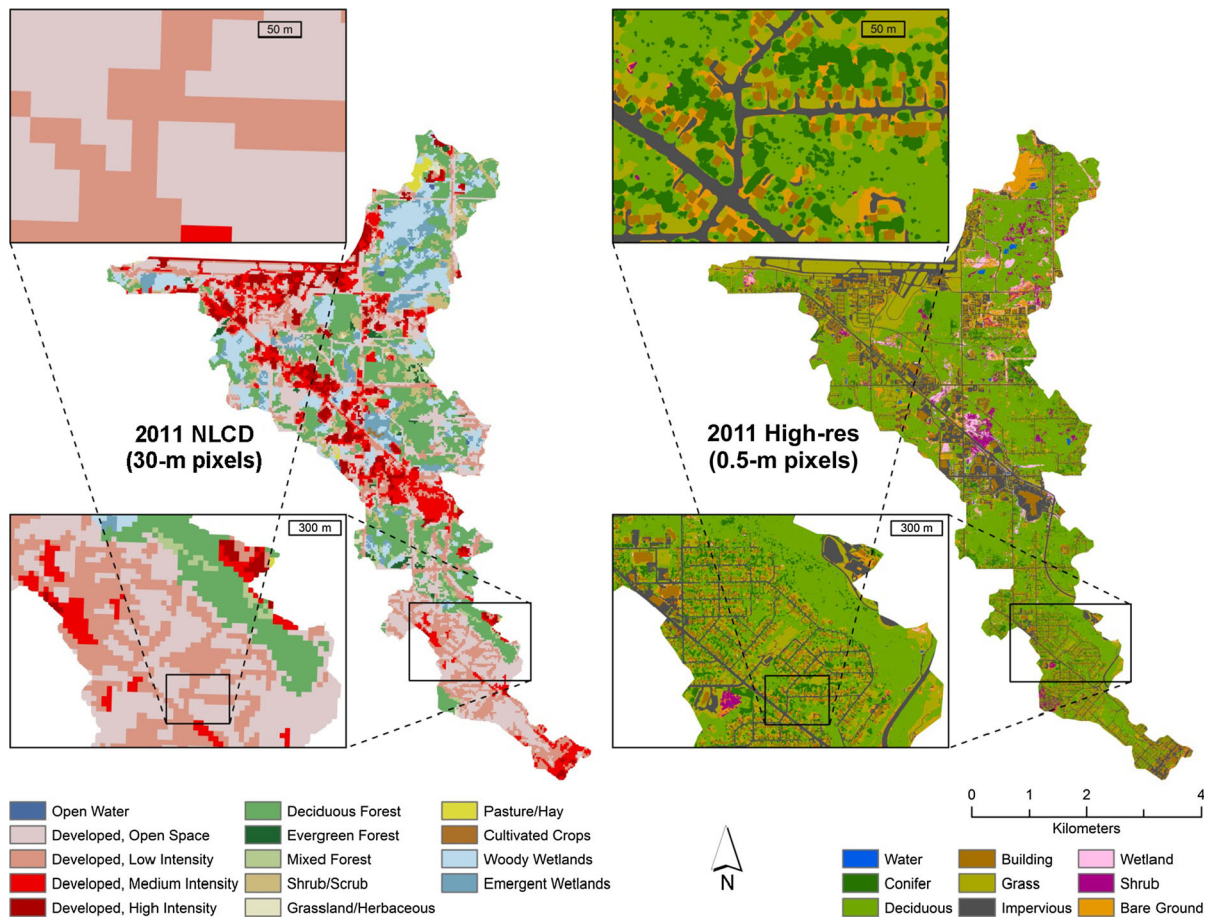 50 m
50 m
2011 NLCD
(30-m pixels)
2011 High-res
(0.5-m pixels)
300 m
300 m
Open Water
Developed, Open Space
Developed, Low Intensity
Developed, Medium Intensity
Developed, High Intensity
Deciduous Forest
Evergreen Forest
Mixed Forest
Shrub/Scrub
Grassland/Herbaceous
Pasture/Hay
Cultivated Crops
Woody Wetlands
Emergent Wetlands
N
0 1 2 4
Kilometers
Water
Conifer
Deciduous
Building
Grass
Impervious
Wetland
Shrub
Bare Ground